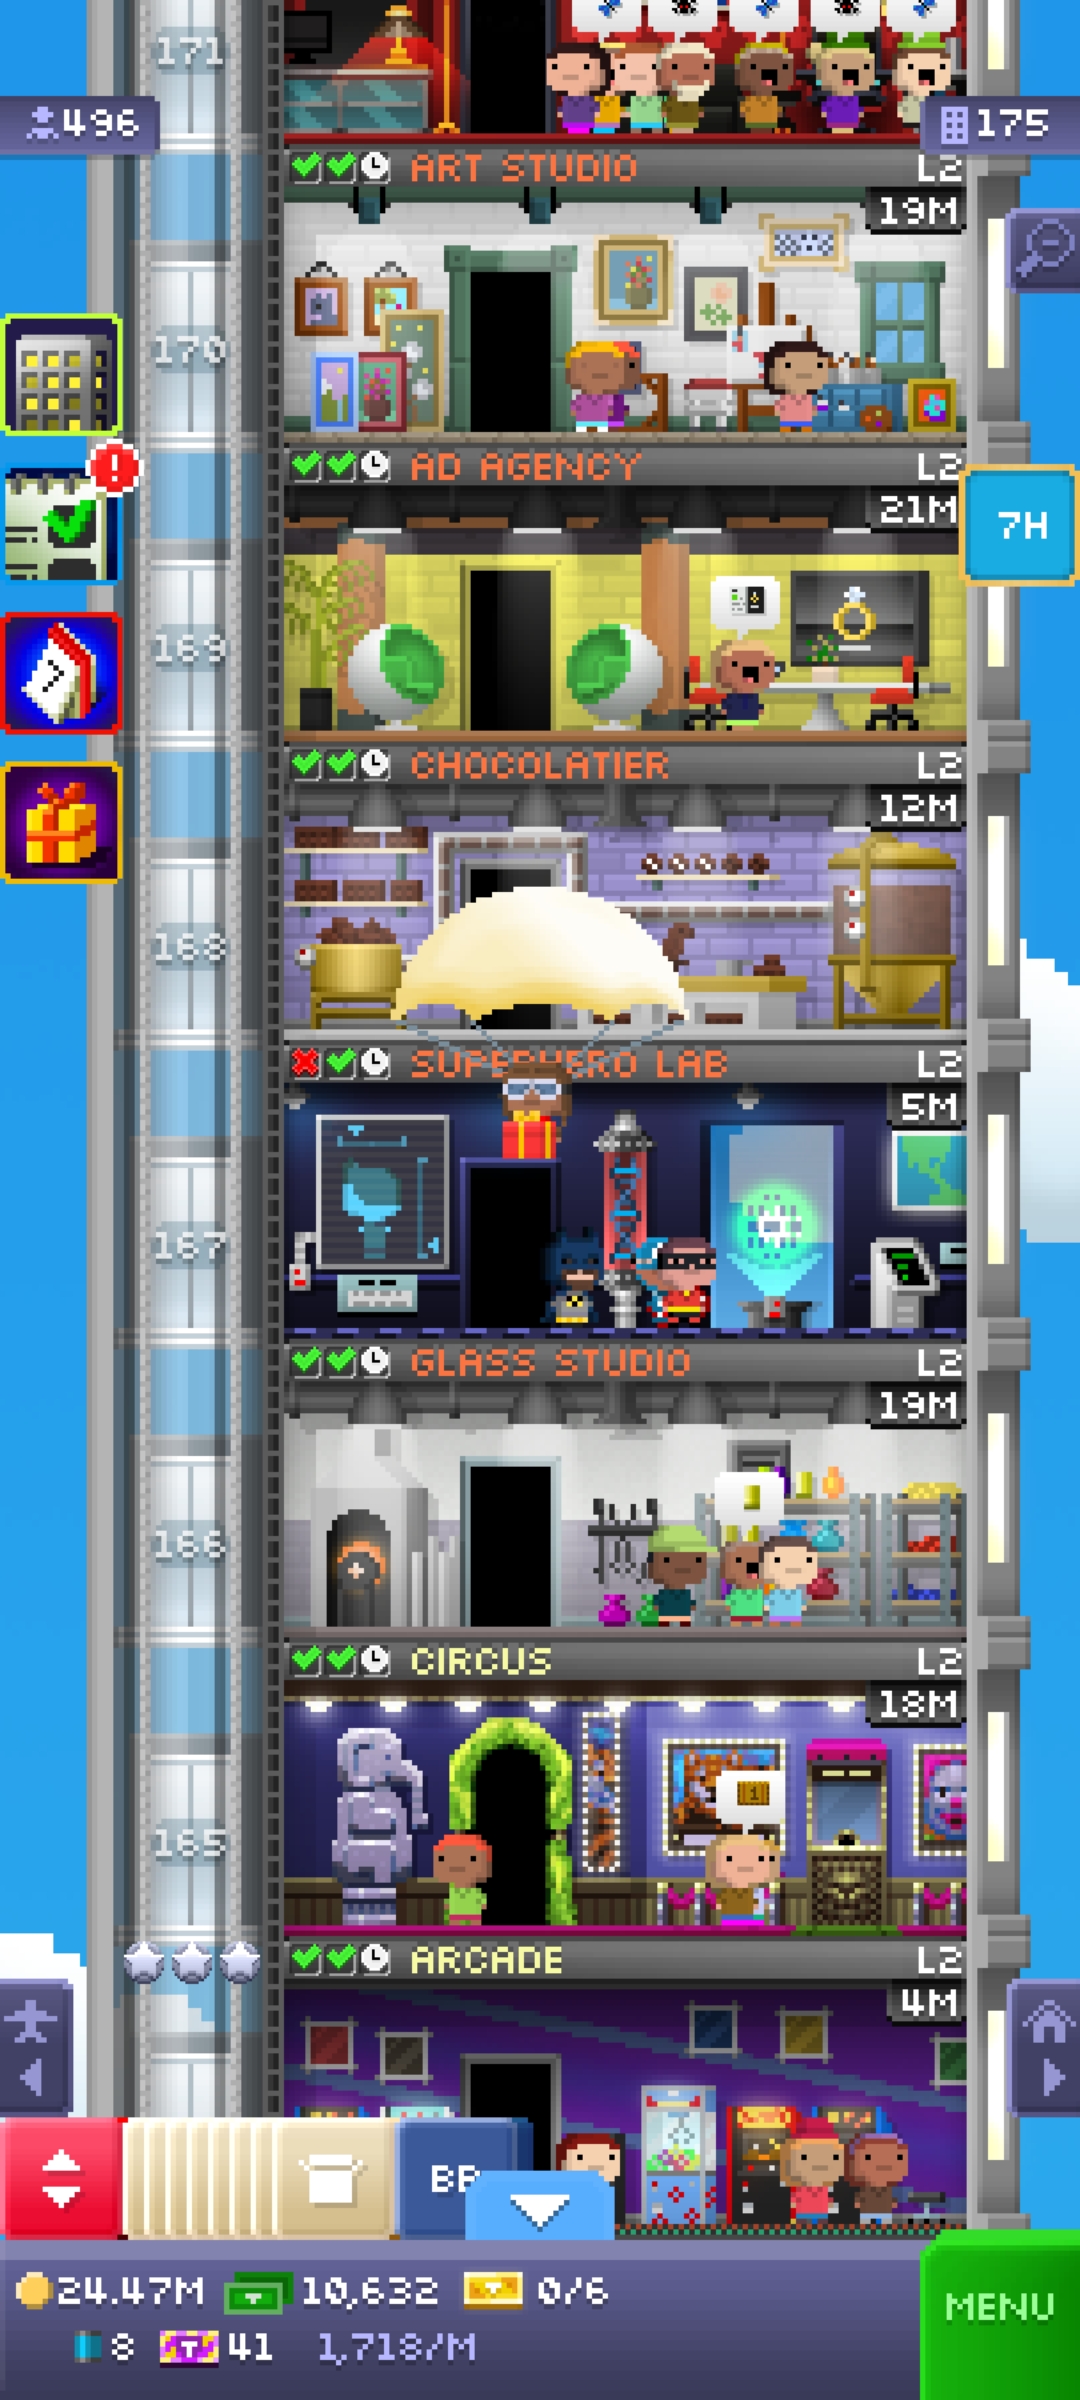 171
496
175
ART STUDIO L2
19M
170
AD AGENCY L2
21M
7H
169
CHOCOLATIER L2
12M
168
SUPERHERO LAB L2
5M
167
GLASS STUDIO L2
19M
166
CIRCUS L2
18M
1
165
ARCADE L2
4M
24.47M 10,632 0/6
MENU
8 T 41 1,718/M